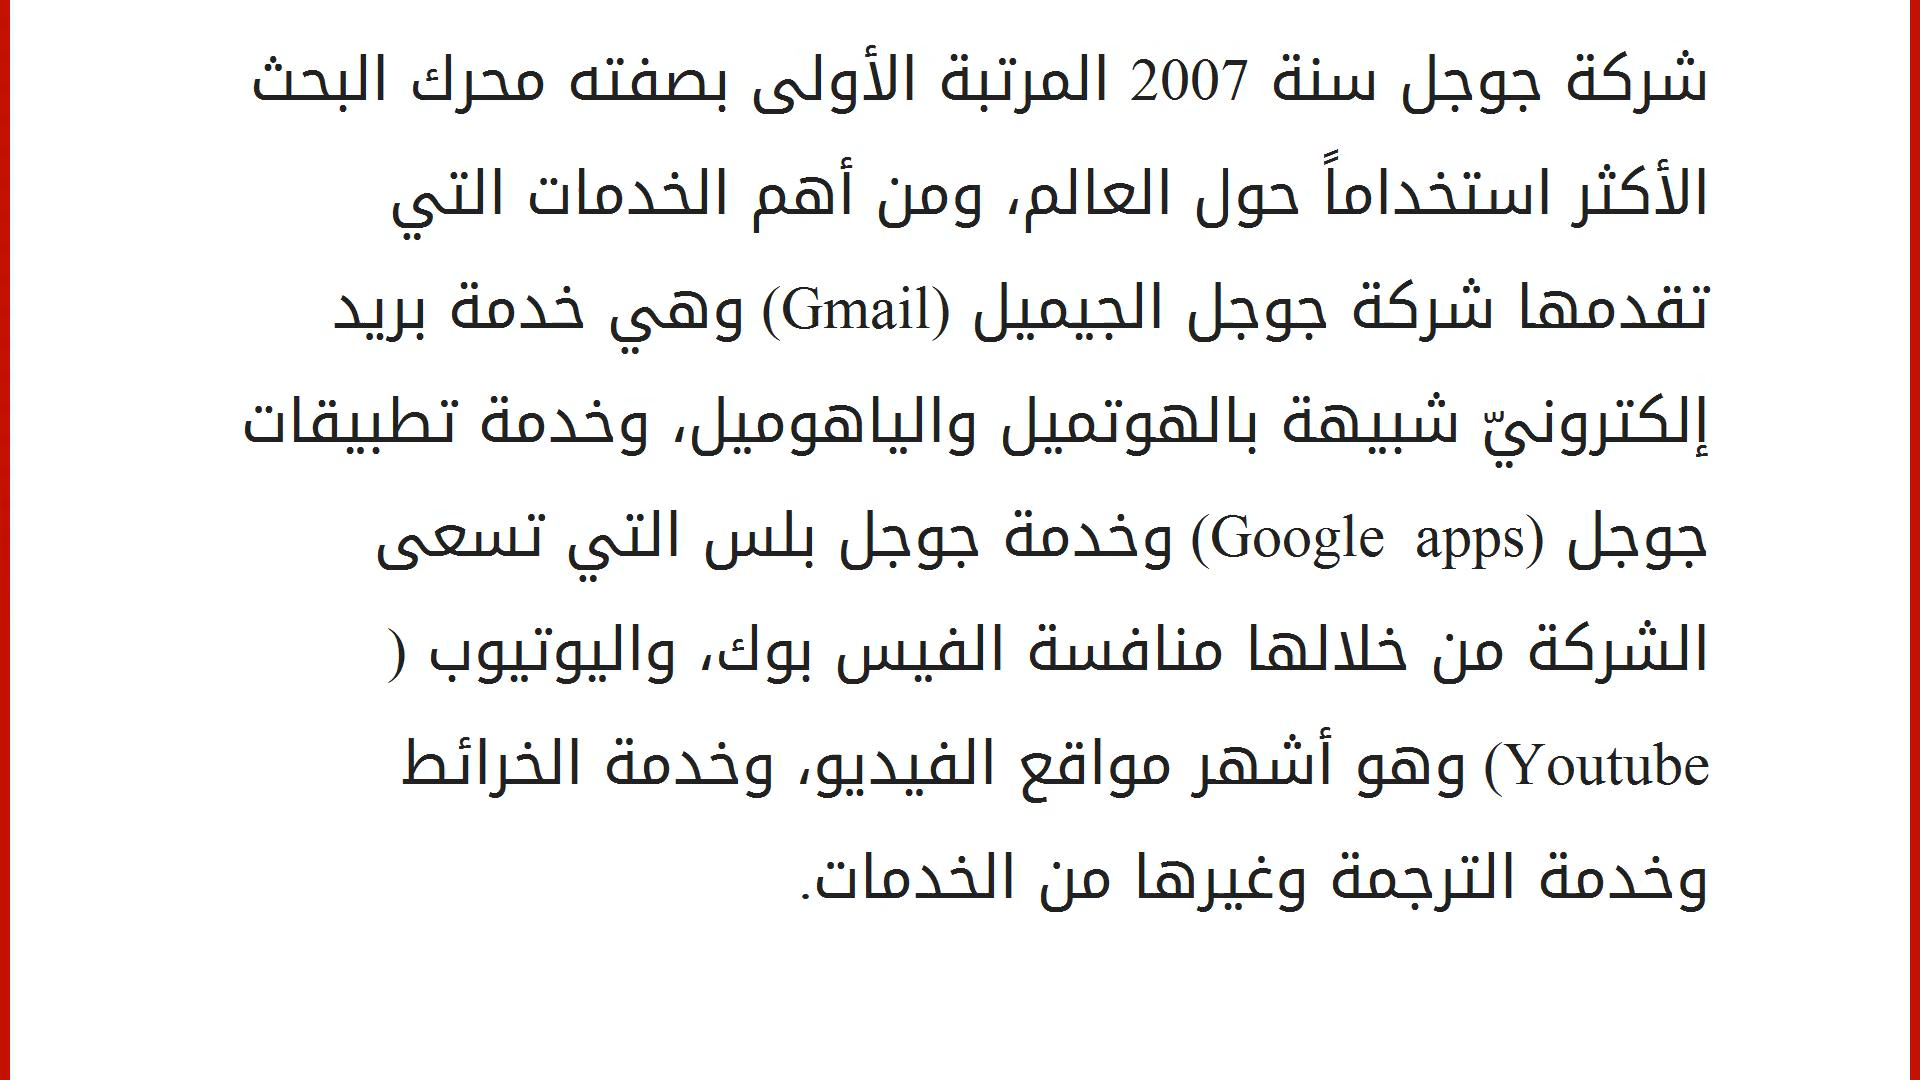 شركة جوجل سنة 2007 المرتبة الأولى بصفته محرك البحث
الأكثر استخداماً حول العالم، ومن أهم الخدمات التي
تقدمها شركة جوجل الجيميل (Gmail) وهي خدمة بريد
إلكترونيّ شبيهة بالهوتميل والياهوميل، وخدمة تطبيقات
جوجل (Google apps) وخدمة جوجل بلس التي تسعى
الشركة من خلالها منافسة الفيس بوك، واليوتيوب (
Youtube) وهو أشهر مواقع الفيديو، وخدمة الخرائط
وخدمة الترجمة وغيرها من الخدمات.